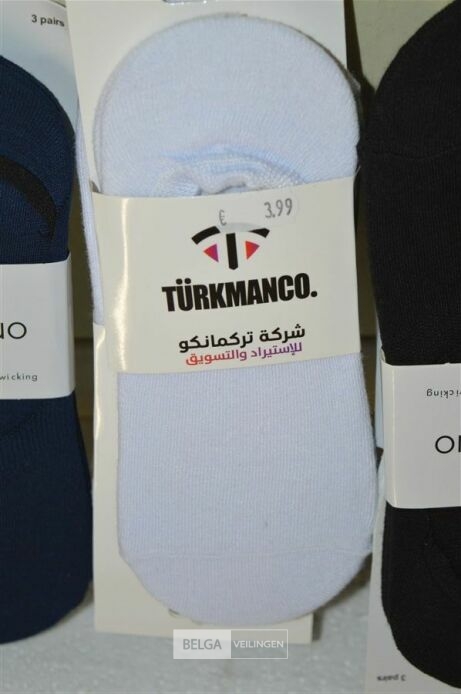 3 pairs
€ 3.99
TÜRKMANCO.
شركة تركمانكو
للإستيراد والتسويق
NO
wicking
wicking
ON
3 pairs
BELGA VEILINGEN